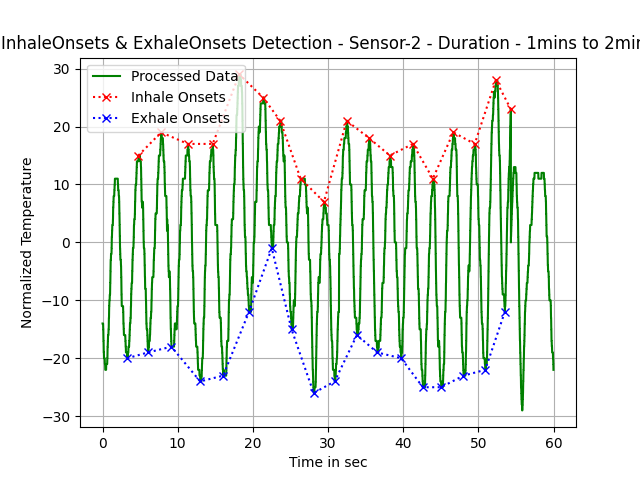 InhaleOnsets & ExhaleOnsets Detection - Sensor-2 - Duration - 1mins to 2min
Processed Data
Inhale Onsets
Exhale Onsets
30
20
10
0
−10
−20
−30
Normalized Temperature
0 10 20 30 40 50 60
Time in sec